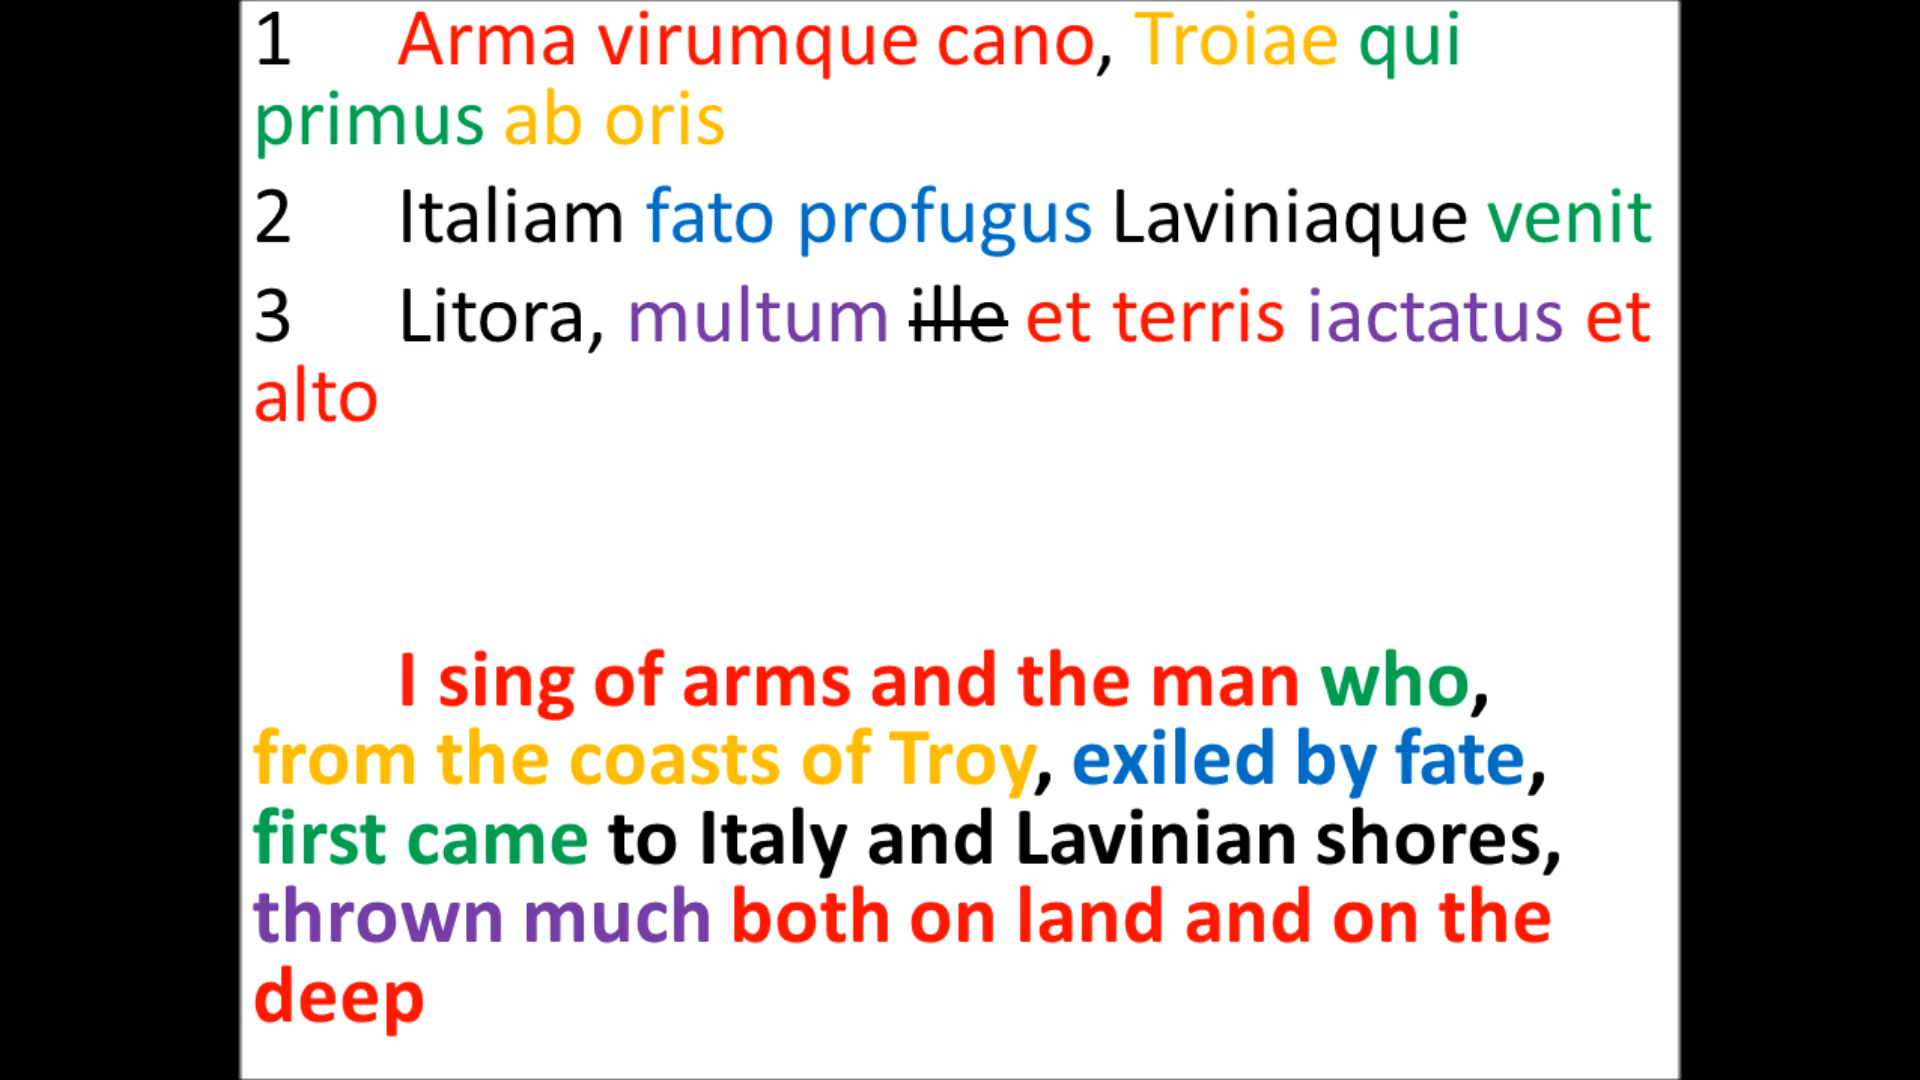 1 Arma virumque cano, Troiae qui
primus ab oris
2 Italiam fato profugus Laviniaque venit
3 Litora, multum ille et terris iactatus et
alto
I sing of arms and the man who,
from the coasts of Troy, exiled by fate,
first came to Italy and Lavinian shores,
thrown much both on land and on the
deep